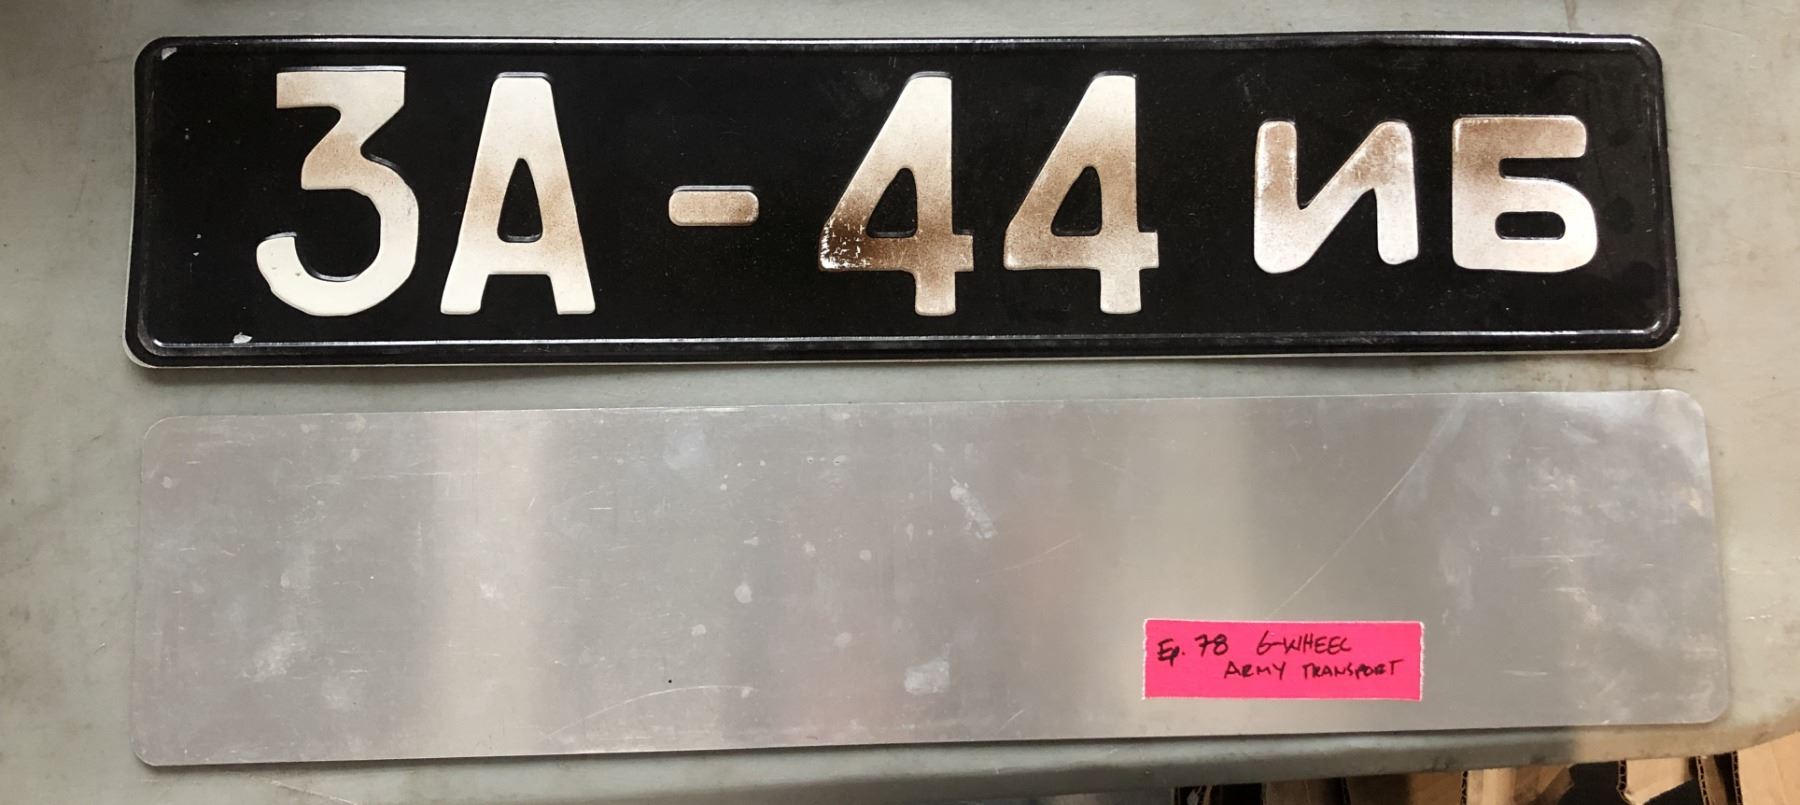 3А-44 ИБ
Ep. 78 6-WHEEL
ARMY TRANSPORT